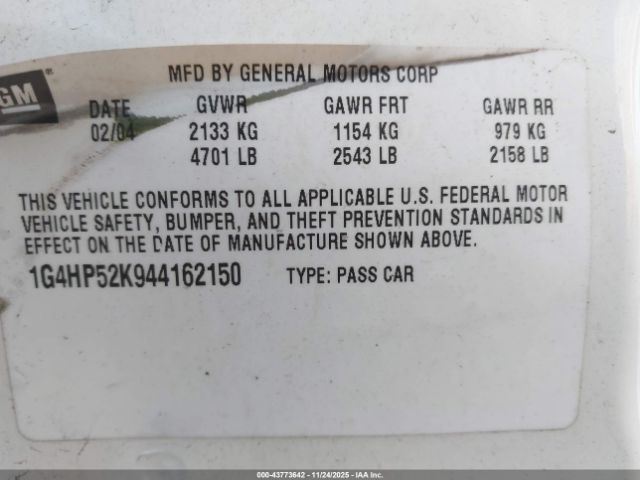 GM ®
MFD BY GENERAL MOTORS CORP
DATE GVWR GAWR FRT GAWR RR
02/04 2133 KG 1154 KG 979 KG
4701 LB 2543 LB 2158 LB
THIS VEHICLE CONFORMS TO ALL APPLICABLE U.S. FEDERAL MOTOR
VEHICLE SAFETY, BUMPER, AND THEFT PREVENTION STANDARDS IN
EFFECT ON THE DATE OF MANUFACTURE SHOWN ABOVE.
1G4HP52K944162150 TYPE: PASS CAR
000-43773642 - 11/24/2025 - IAA Inc.